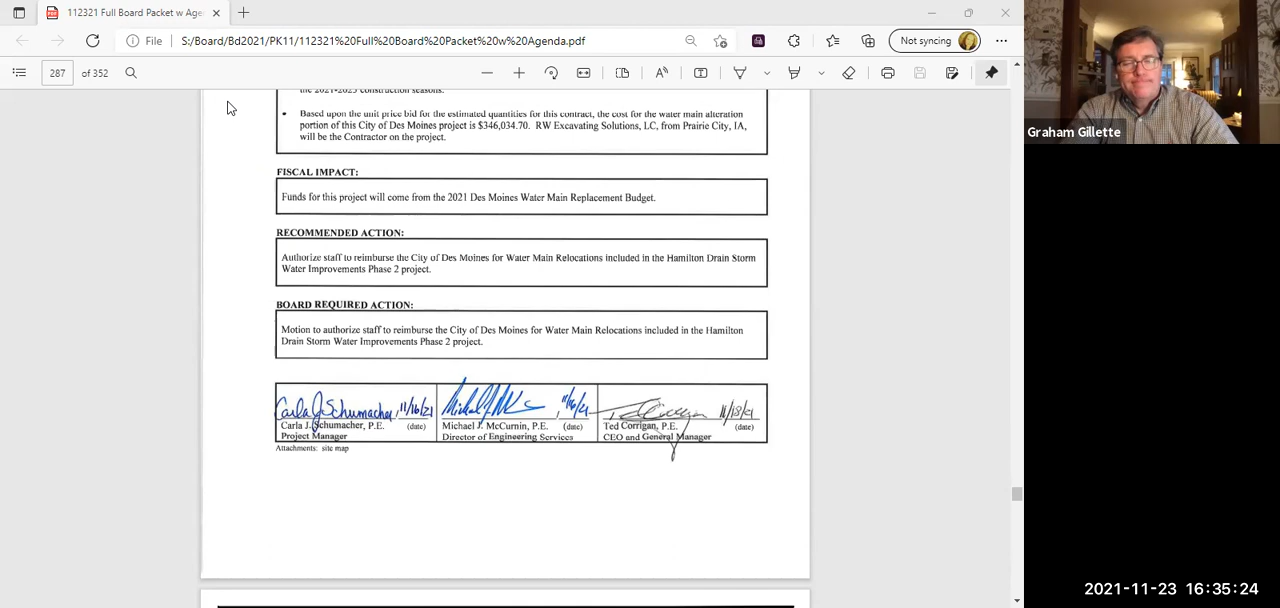 112321 Full Board Packet w Age
File
S:/Board/Bd2021/PK11/112321%20Full%20Board%20Packet%20w%20Agenda.pdf
Not syncing
287 of 352
the 2021-2023 construction seasons.
Based upon the unit price bid for the estimated quantities for this contract, the cost for the water main alteration
portion of this City of Des Moines project is $346,034.70. RW Excavating Solutions, LC, from Prairie City, IA,
will be the Contractor on the project.
FISCAL IMPACT:
Funds for this project will come from the 2021 Des Moines Water Main Replacement Budget.
RECOMMENDED ACTION:
Authorize staff to reimburse the City of Des Moines for Water Main Relocations included in the Hamilton Drain Storm
Water Improvements Phase 2 project.
BOARD REQUIRED ACTION:
Motion to authorize staff to reimburse the City of Des Moines for Water Main Relocations included in the Hamilton
Drain Storm Water Improvements Phase 2 project.
Carla J Schumacher, 11/16/21
Carla J. Schumacher, P.E. (date)
Project Manager
11/16/21
Michael J. McCurnin, P.E. (date)
Director of Engineering Services
11/18/21
Ted Corrigan, P.E. (date)
CEO and General Manager
Attachments: site map
Graham Gillette
2021-11-23 16:35:24